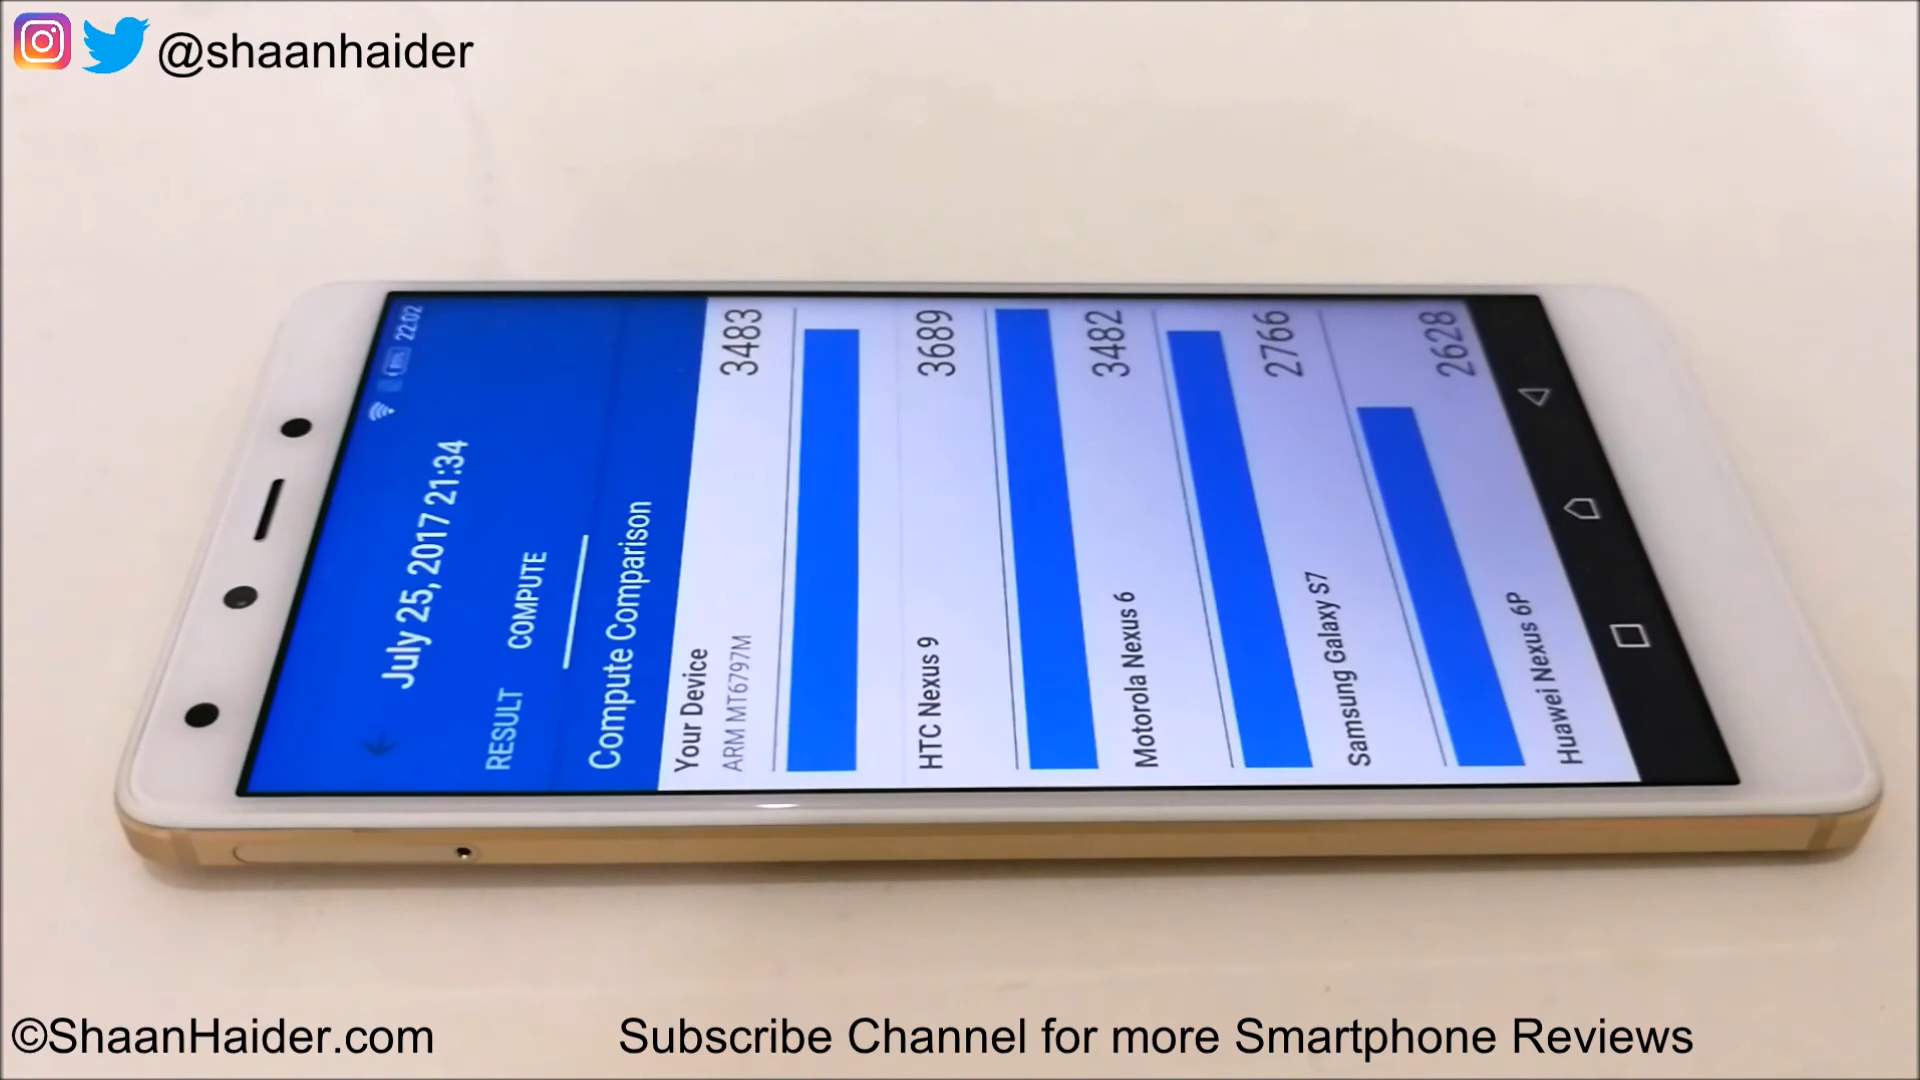 @shaanhaider
22:02
July 25, 2017 21:34
RESULT COMPUTE
Compute Comparison
Your Device 3483
ARM MT6797M
HTC Nexus 9 3689
Motorola Nexus 6 3482
Samsung Galaxy S7 2766
Huawei Nexus 6P 2628
©ShaanHaider.com
Subscribe Channel for more Smartphone Reviews